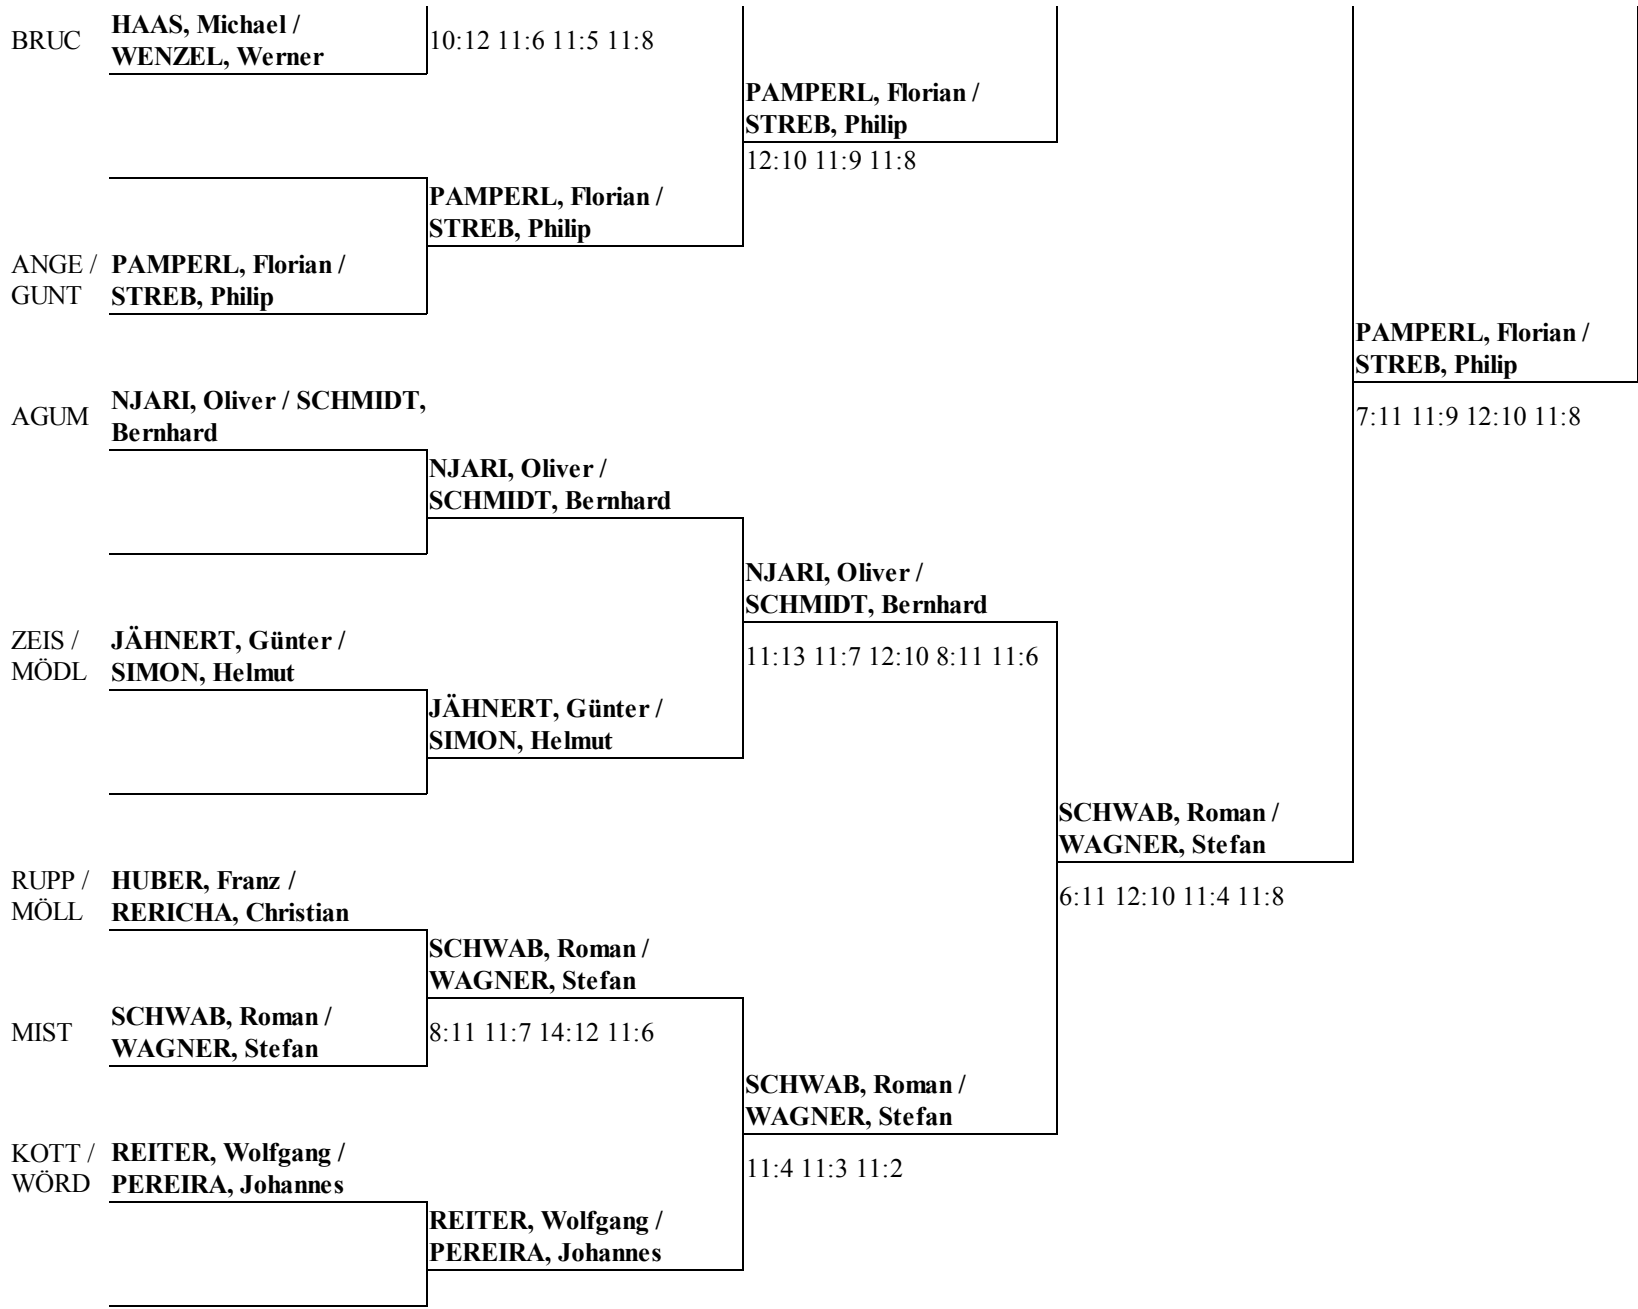 BRUC
HAAS, Michael /
WENZEL, Werner
10:12 11:6 11:5 11:8
PAMPERL, Florian /
STREB, Philip
12:10 11:9 11:8
PAMPERL, Florian /
STREB, Philip
ANGE /
GUNT
PAMPERL, Florian /
STREB, Philip
PAMPERL, Florian /
STREB, Philip
7:11 11:9 12:10 11:8
AGUM
NJARI, Oliver / SCHMIDT,
Bernhard
NJARI, Oliver /
SCHMIDT, Bernhard
NJARI, Oliver /
SCHMIDT, Bernhard
11:13 11:7 12:10 8:11 11:6
ZEIS /
MÖDL
JÄHNERT, Günter /
SIMON, Helmut
JÄHNERT, Günter /
SIMON, Helmut
SCHWAB, Roman /
WAGNER, Stefan
6:11 12:10 11:4 11:8
RUPP /
MÖLL
HUBER, Franz /
RERICHA, Christian
SCHWAB, Roman /
WAGNER, Stefan
8:11 11:7 14:12 11:6
MIST
SCHWAB, Roman /
WAGNER, Stefan
SCHWAB, Roman /
WAGNER, Stefan
11:4 11:3 11:2
KOTT /
WÖRD
REITER, Wolfgang /
PEREIRA, Johannes
REITER, Wolfgang /
PEREIRA, Johannes